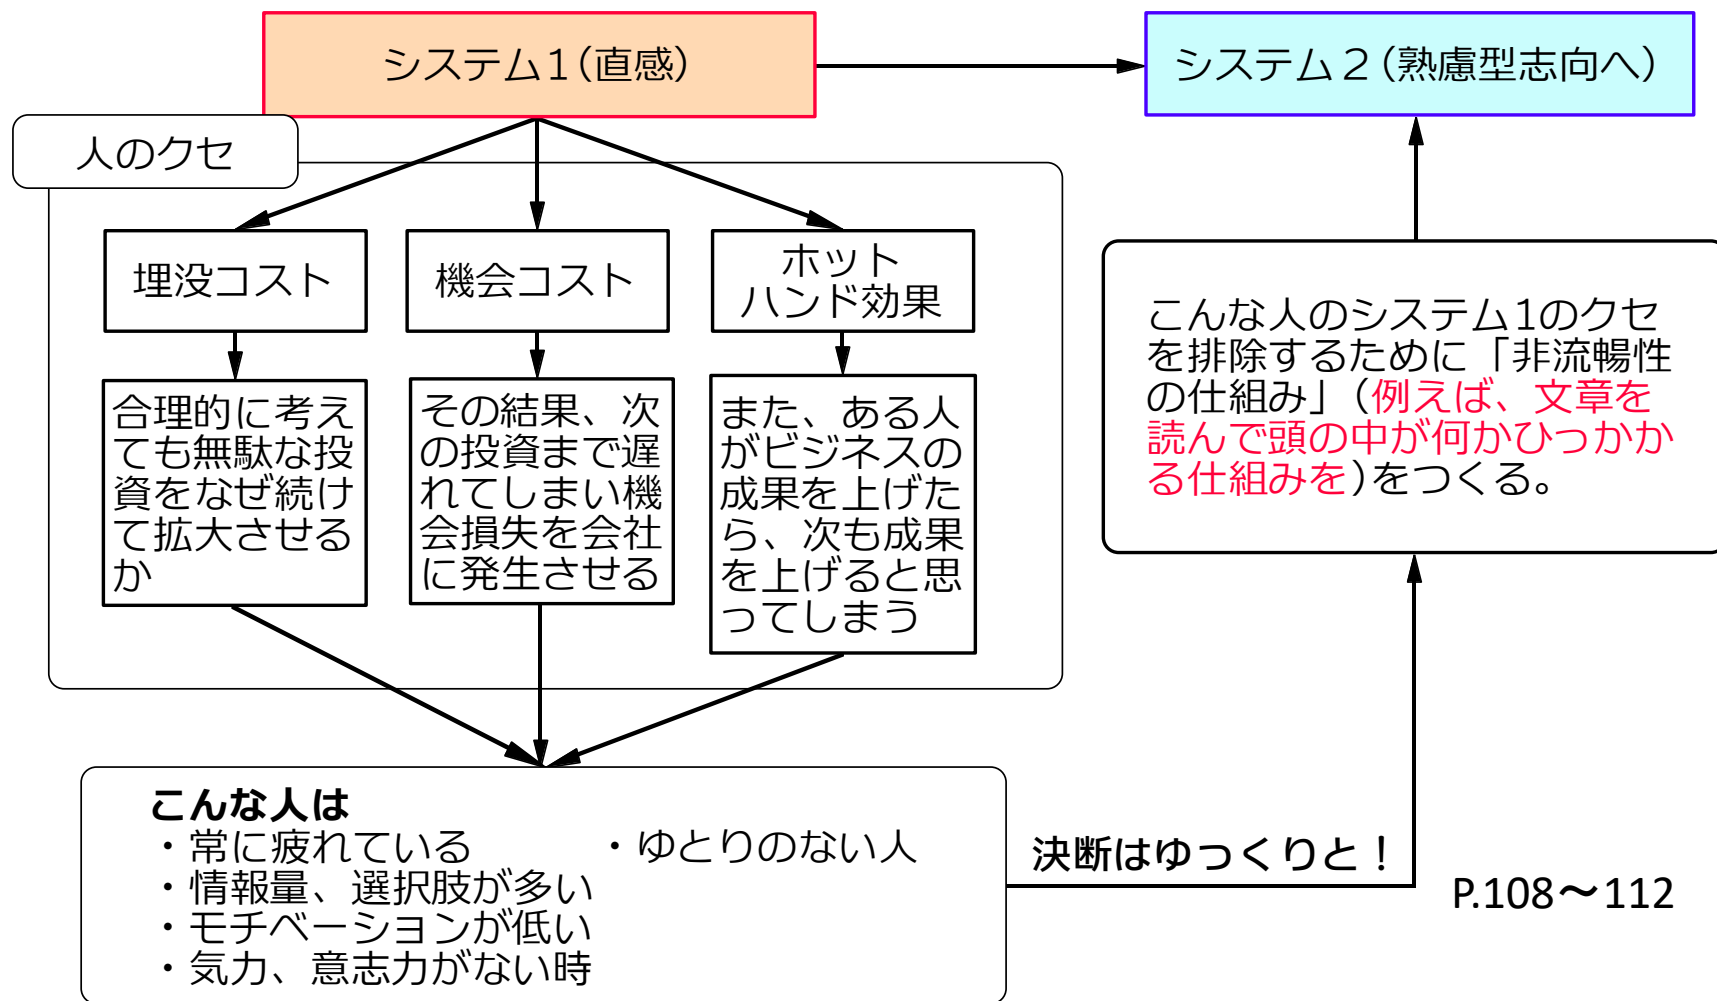 システム1(直感)
システム2(熟慮型志向へ)
人のクセ
埋没コスト
機会コスト
ホット
ハンド効果
合理的に考え
ても無駄な投
資をなぜ続け
て拡大させる
か
その結果、次
の投資まで遅
れてしまい機
会損失を会社
に発生させる
また、ある人
がビジネスの
成果を上げた
ら、次も成果
を上げると思
ってしまう
こんな人のシステム1のクセ
を排除するために「非流暢性
の仕組み」(例えば、文章を
読んで頭の中が何かひっかか
る仕組みを)をつくる。
こんな人は
・常に疲れている ・ゆとりのない人
・情報量、選択肢が多い
・モチベーションが低い
・気力、意志力がない時
決断はゆっくりと！
P.108～112